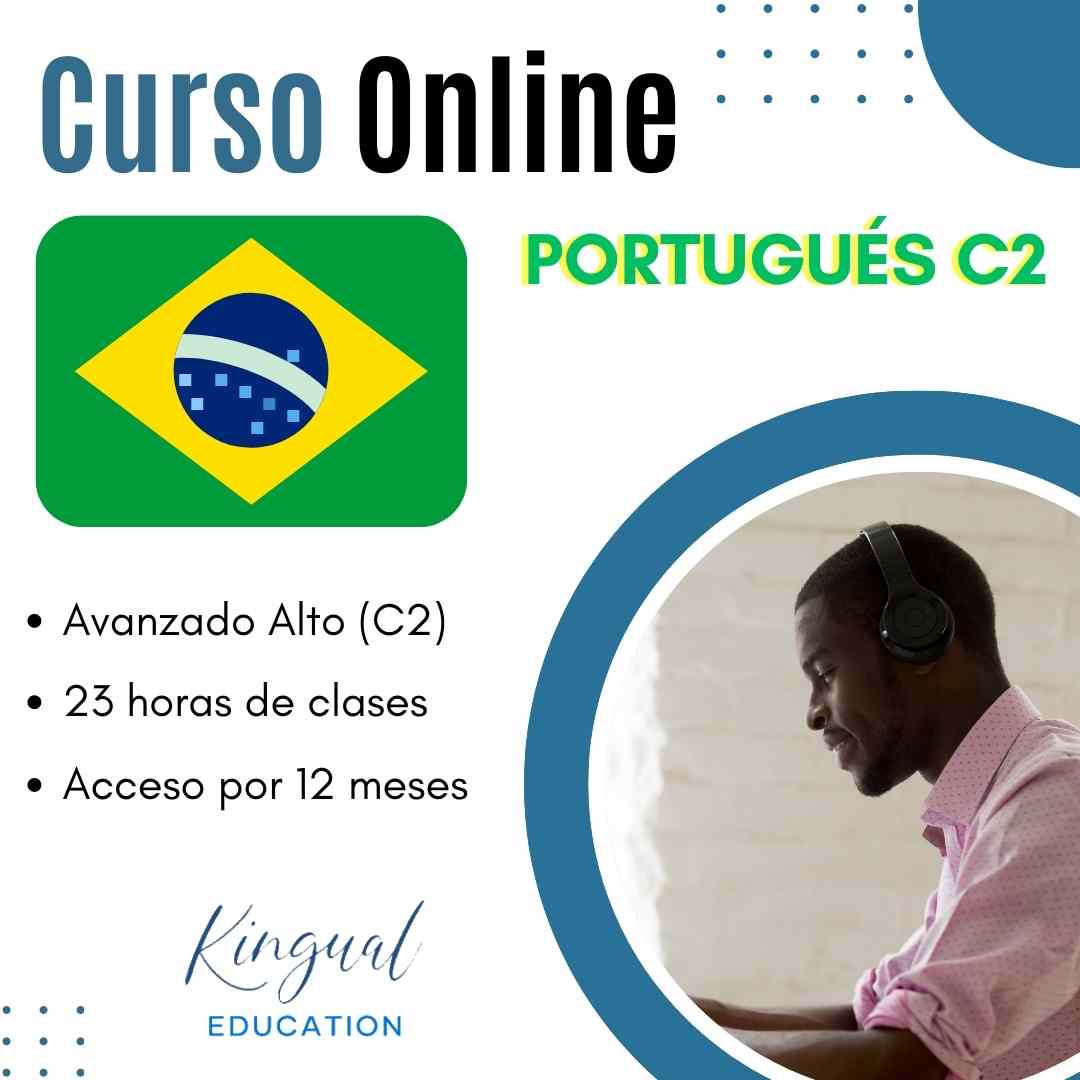 Curso Online
PORTUGUÉS C2
• Avanzado Alto (C2)
• 23 horas de clases
• Acceso por 12 meses
Kingual
EDUCATION